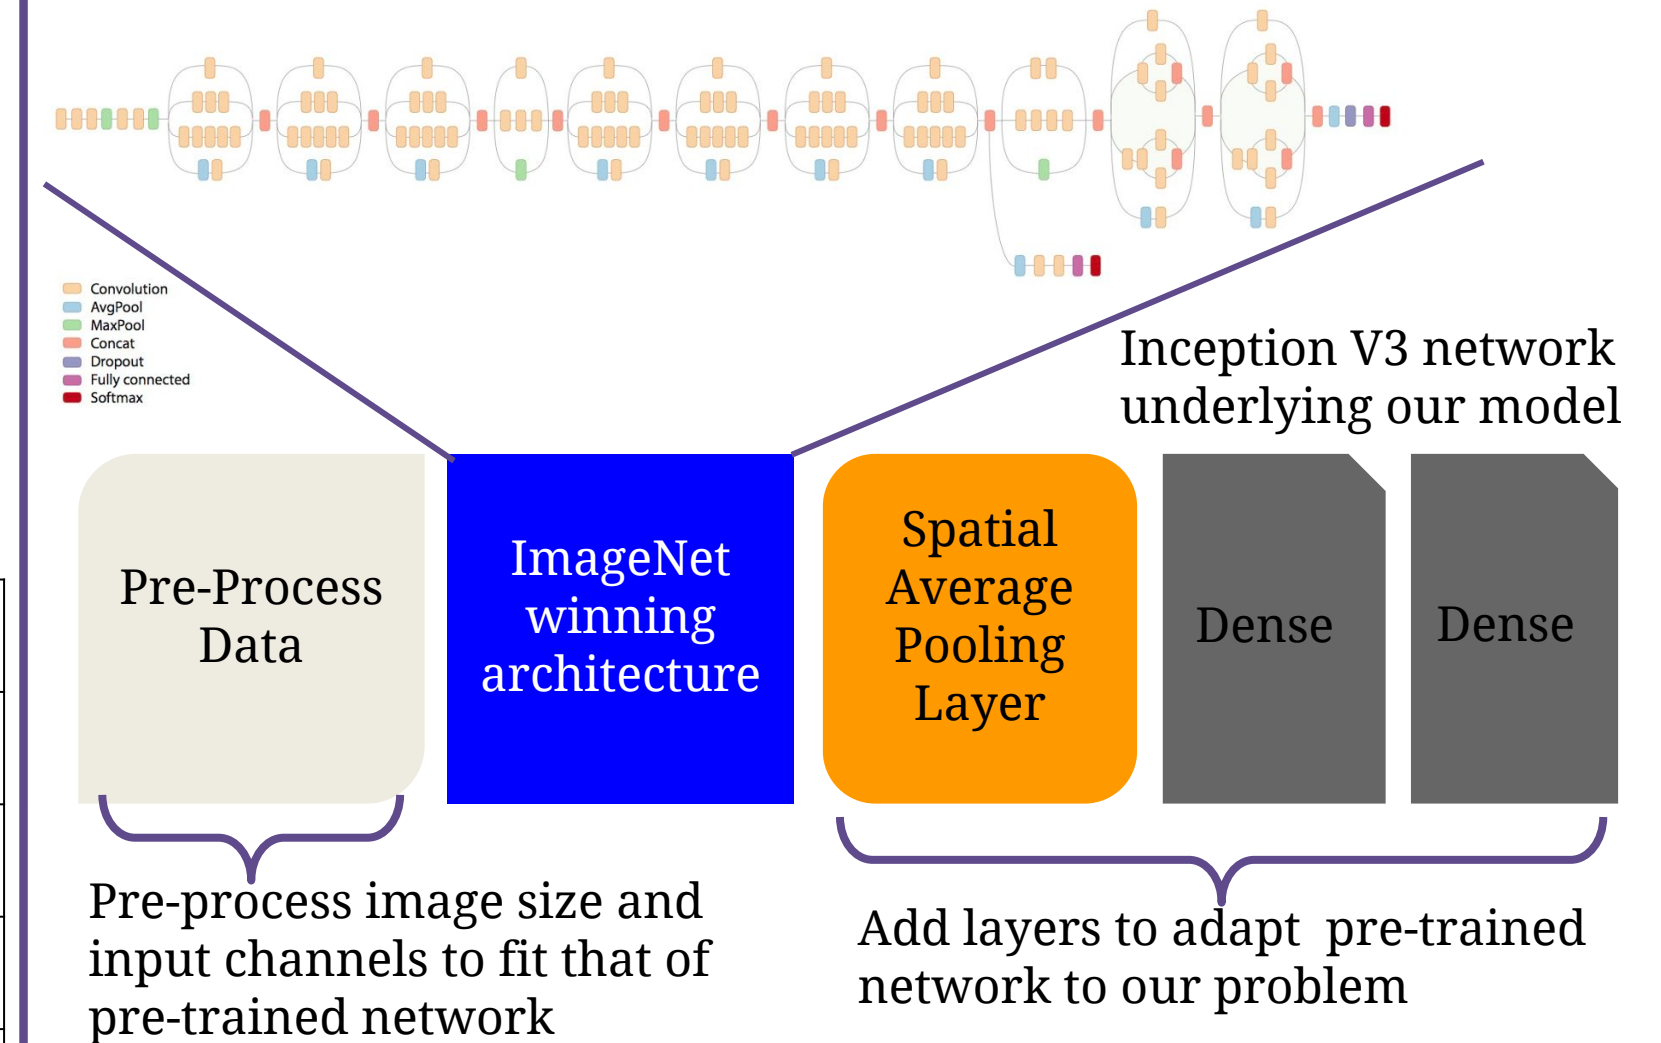 Convolution
AvgPool
MaxPool
Concat
Dropout
Fully connected
Softmax
Inception V3 network
underlying our model
Pre-Process
Data
ImageNet
winning
architecture
Spatial
Average
Pooling
Layer
Dense
Dense
Pre-process image size and
input channels to fit that of
pre-trained network
Add layers to adapt  pre-trained
network to our problem